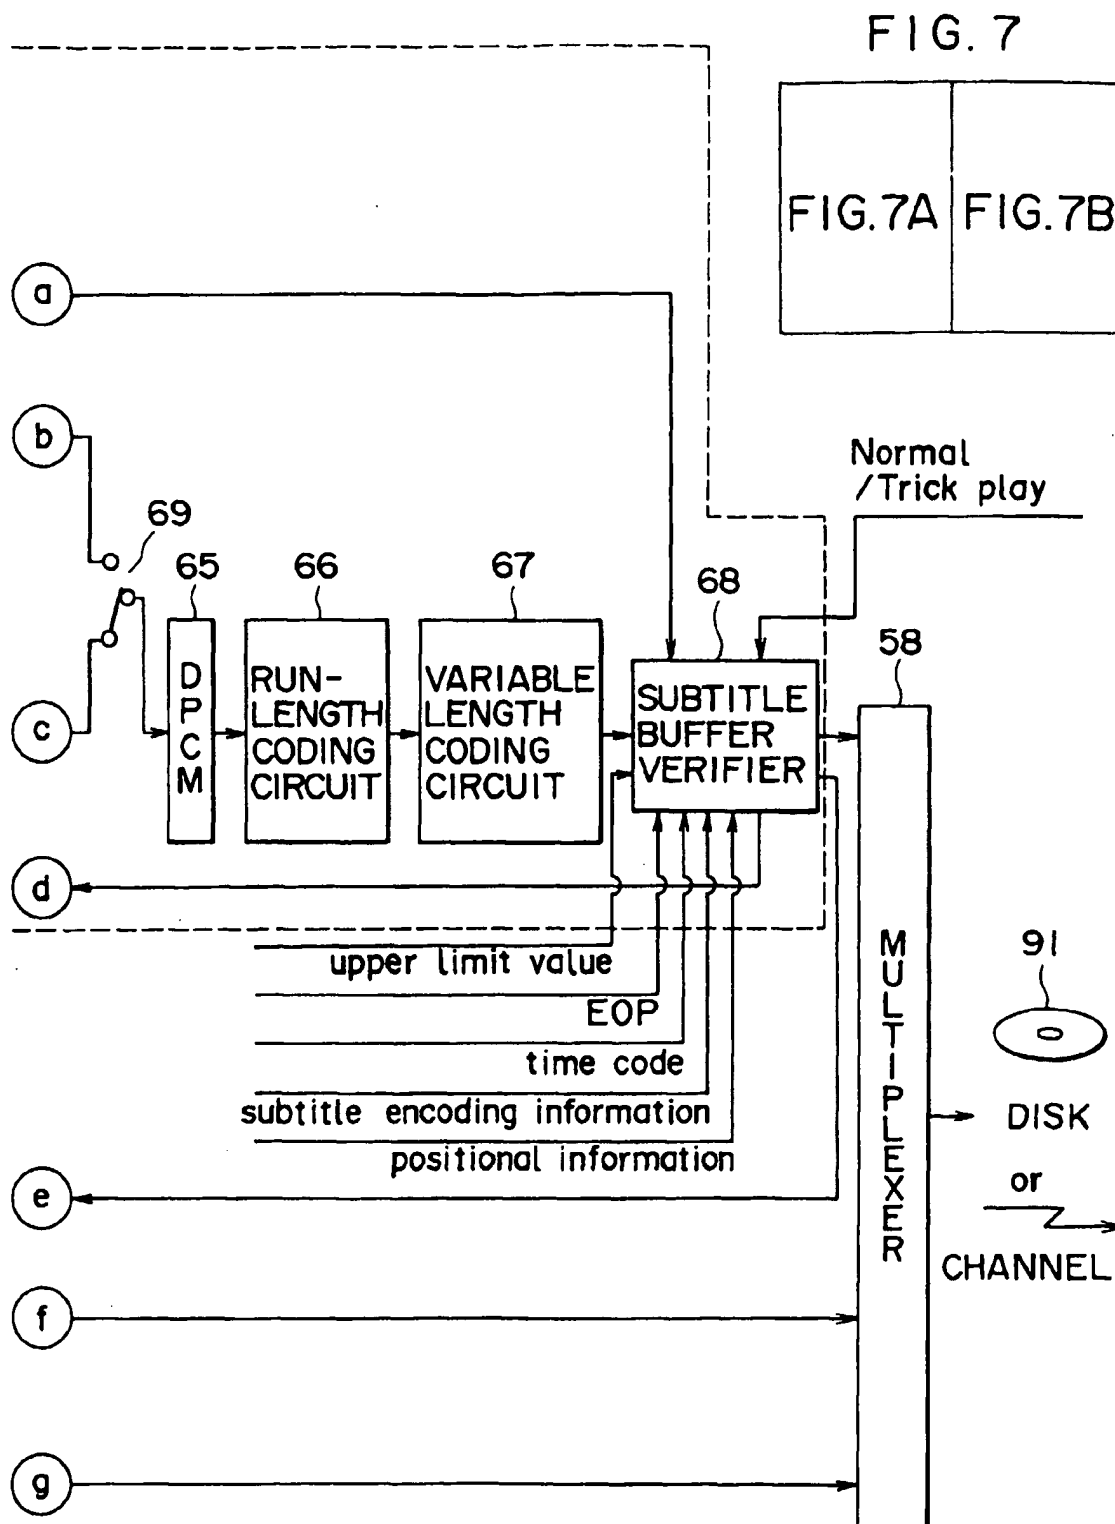 FIG. 7
FIG.7A
FIG.7B
a
b
Normal
/Trick play
69
65
66
67
68
58
DPCM
RUN-
LENGTH
CODING
CIRCUIT
VARIABLE
LENGTH
CODING
CIRCUIT
SUBTITLE
BUFFER
VERIFIER
c
d
upper limit value
EOP
time code
subtitle encoding information
positional information
MULTIPLEXER
91
DISK
or
CHANNEL
e
f
g